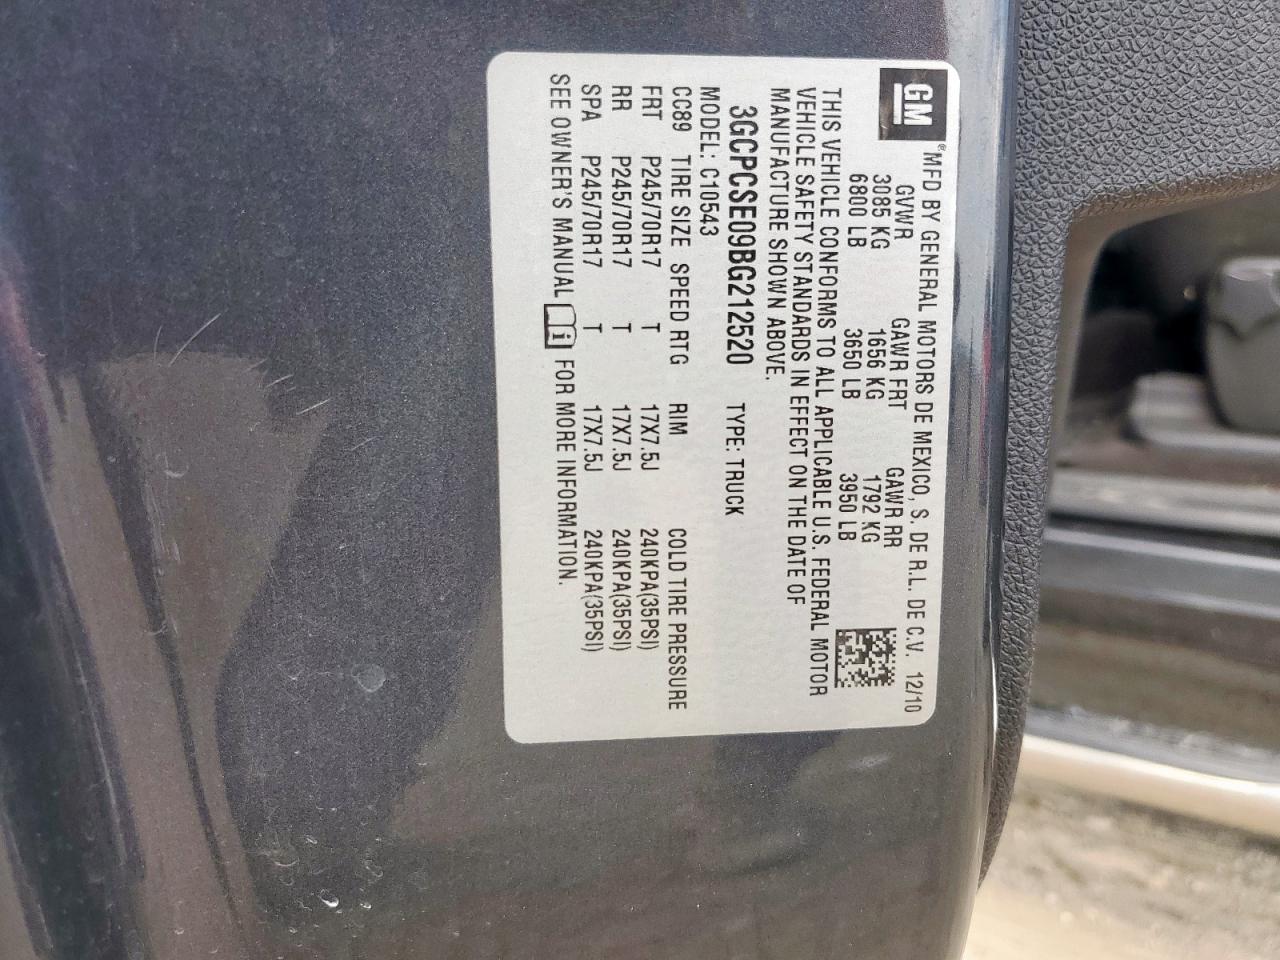 GM ®MFD BY GENERAL MOTORS DE MEXICO, S. DE R.L. DE C.V. 12/10
GVWR GAWR FRT GAWR RR
3085 KG 1656 KG 1792 KG
6800 LB 3650 LB 3950 LB
THIS VEHICLE CONFORMS TO ALL APPLICABLE U.S. FEDERAL MOTOR
VEHICLE SAFETY STANDARDS IN EFFECT ON THE DATE OF
MANUFACTURE SHOWN ABOVE.
3GCPCSE09BG212520 TYPE: TRUCK
MODEL: C10543
CC89 TIRE SIZE SPEED RTG RIM COLD TIRE PRESSURE
FRT P245/70R17 T 17X7.5J 240KPA(35PSI)
RR P245/70R17 T 17X7.5J 240KPA(35PSI)
SPA P245/70R17 T 17X7.5J 240KPA(35PSI)
SEE OWNER'S MANUAL i FOR MORE INFORMATION.